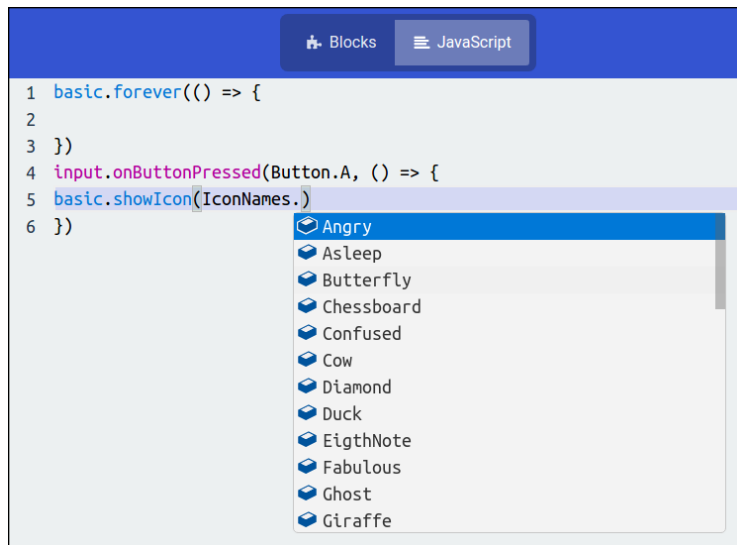 Blocks JavaScript
1 basic.forever(() => {
2
3 })
4 input.onButtonPressed(Button.A, () => {
5 basic.showIcon(IconNames.)
6 })
Angry
Asleep
Butterfly
Chessboard
Confused
Cow
Diamond
Duck
EigthNote
Fabulous
Ghost
Giraffe